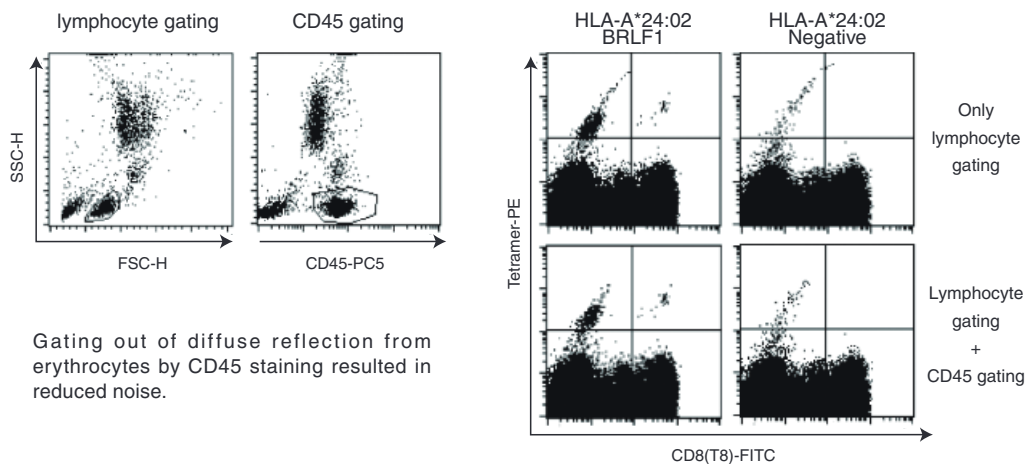 lymphocyte gating
CD45 gating
SSC-H
FSC-H
CD45-PC5
Gating out of diffuse reflection from
erythrocytes by CD45 staining resulted in
reduced noise.
HLA-A*24:02
BRLF1
HLA-A*24:02
Negative
Tetramer-PE
Only
lymphocyte
gating
Lymphocyte
gating
+
CD45 gating
CD8(T8)-FITC